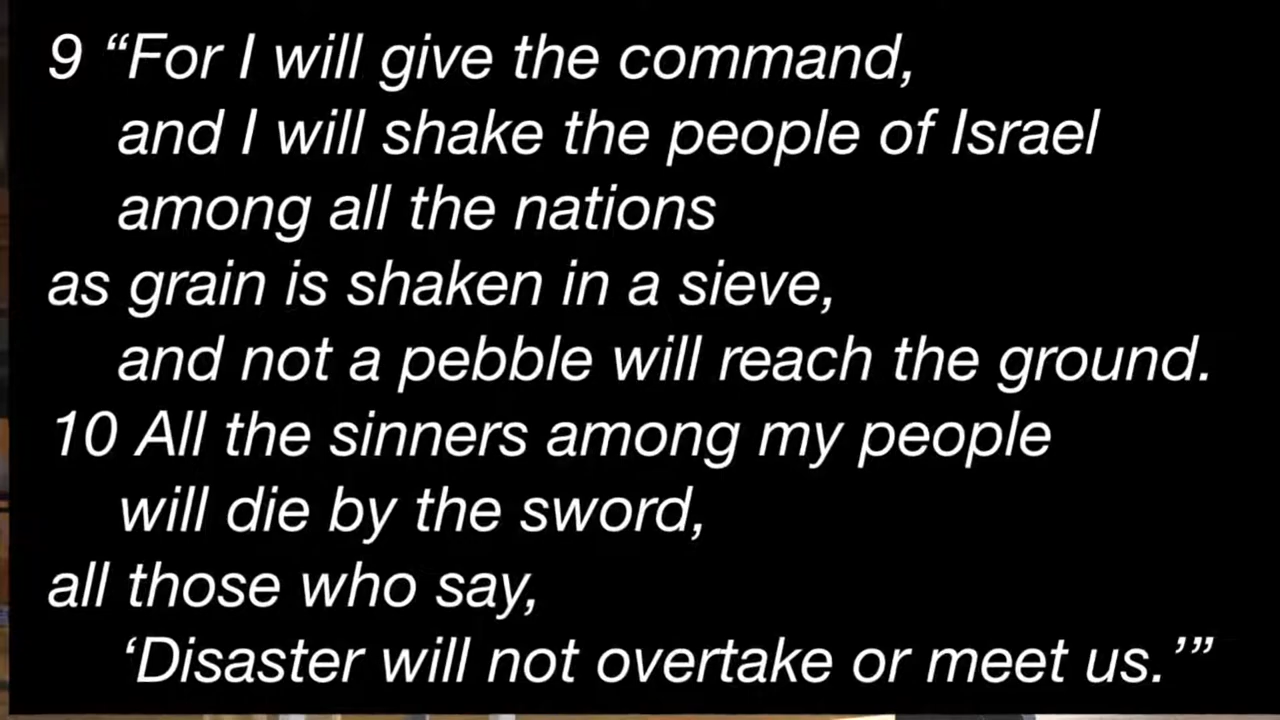 9 “For I will give the command,
and I will shake the people of Israel
among all the nations
as grain is shaken in a sieve,
and not a pebble will reach the ground.
10 All the sinners among my people
will die by the sword,
all those who say,
‘Disaster will not overtake or meet us.’”